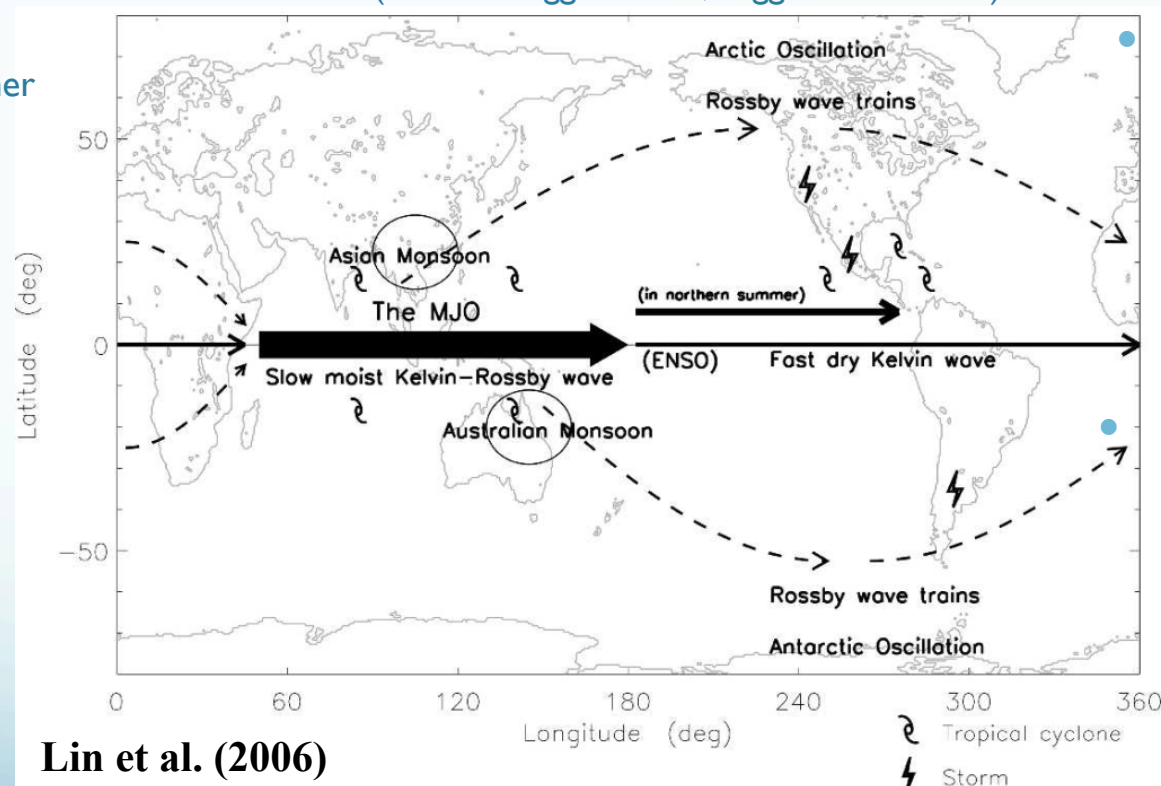 Arctic Oscillation
Rossby wave trains
50
Asian Monsoon
The MJO
(in northern summer)
0
(ENSO)
Fast dry Kelvin wave
Slow moist Kelvin-Rossby wave
Australian Monsoon
-50
Rossby wave trains
Antarctic Oscillation
Latitude (deg)
0 60 120 180 240 300 360
Longitude (deg)
Tropical cyclone
Storm
Lin et al. (2006)